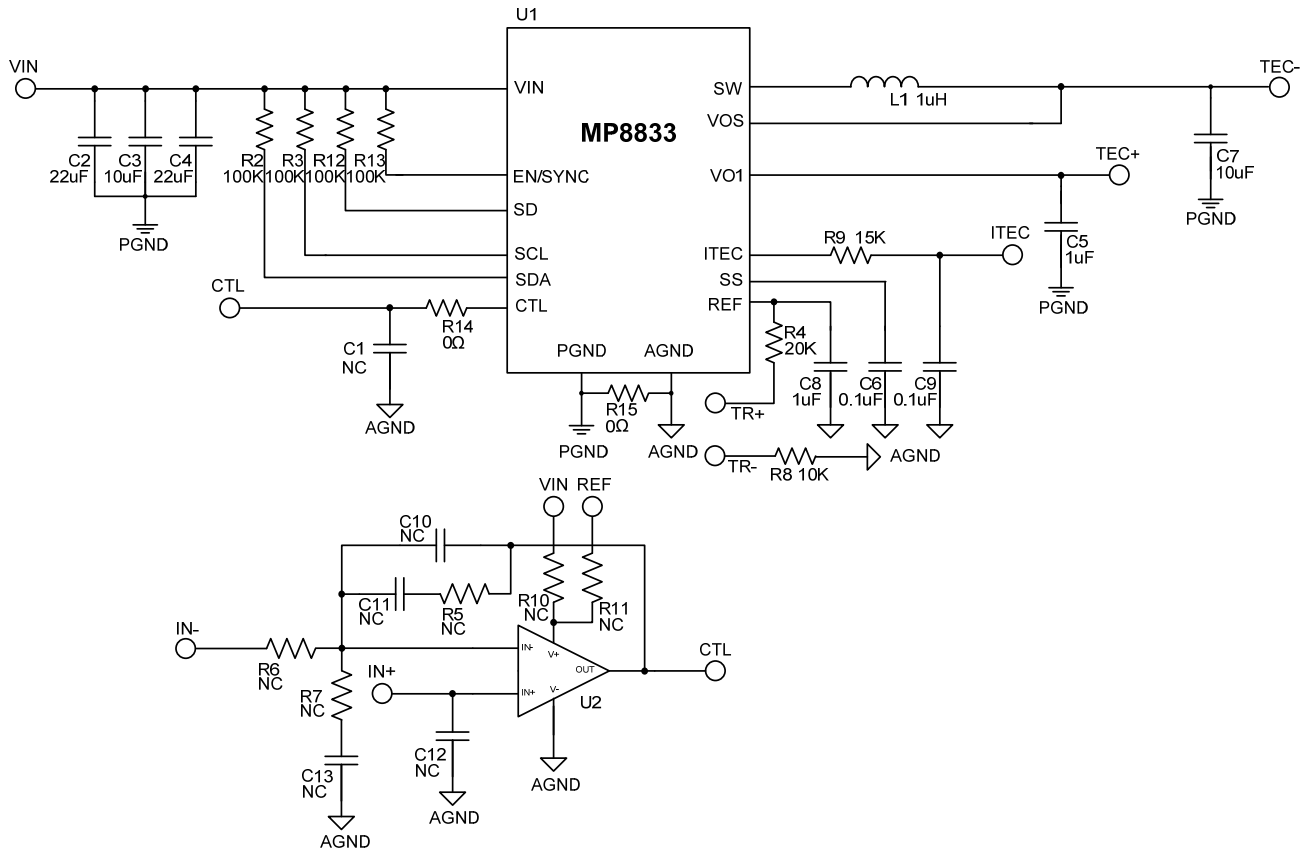 U1
VIN
VIN
SW
TEC-
L1 1uH
VOS
MP8833
C2
22uF
C3
10uF
C4
22uF
R2
100K
R3
100K
R12
100K
R13
100K
EN/SYNC
VO1
TEC+
C7
10uF
PGND
SD
PGND
SCL
ITEC
R9 15K
ITEC
C5
1uF
PGND
SDA
SS
CTL
CTL
REF
R14
0Ω
C1
NC
AGND
PGND
AGND
R4
20K
C8
1uF
C6
0.1uF
C9
0.1uF
R15
0Ω
TR+
PGND
AGND
TR-
R8 10K
AGND
VIN
REF
C10
NC
C11
NC
R5
NC
R10
NC
R11
NC
IN-
R6
NC
IN-
V+
OUT
CTL
R7
NC
IN+
IN+
V-
U2
C12
NC
C13
NC
AGND
AGND
AGND